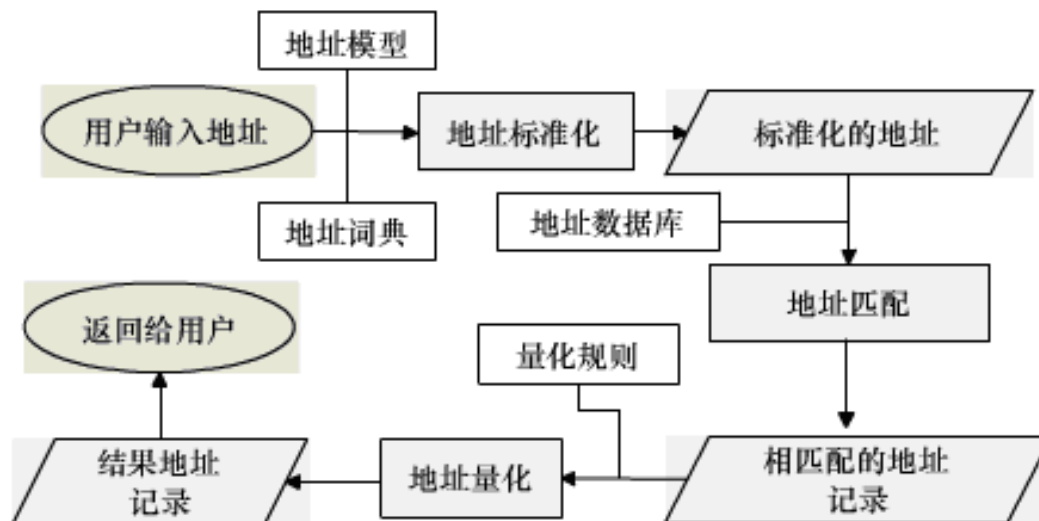 地址模型
用户输入地址
地址标准化
标准化的地址
地址词典
地址数据库
地址匹配
返回给用户
量化规则
相匹配的地址
记录
地址量化
结果地址
记录